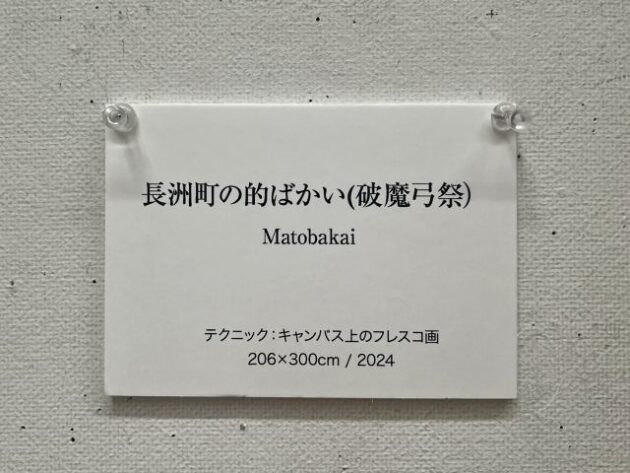 長洲町の的ばかい(破魔弓祭)
Matobakai
テクニック：キャンバス上のフレスコ画
206×300cm / 2024